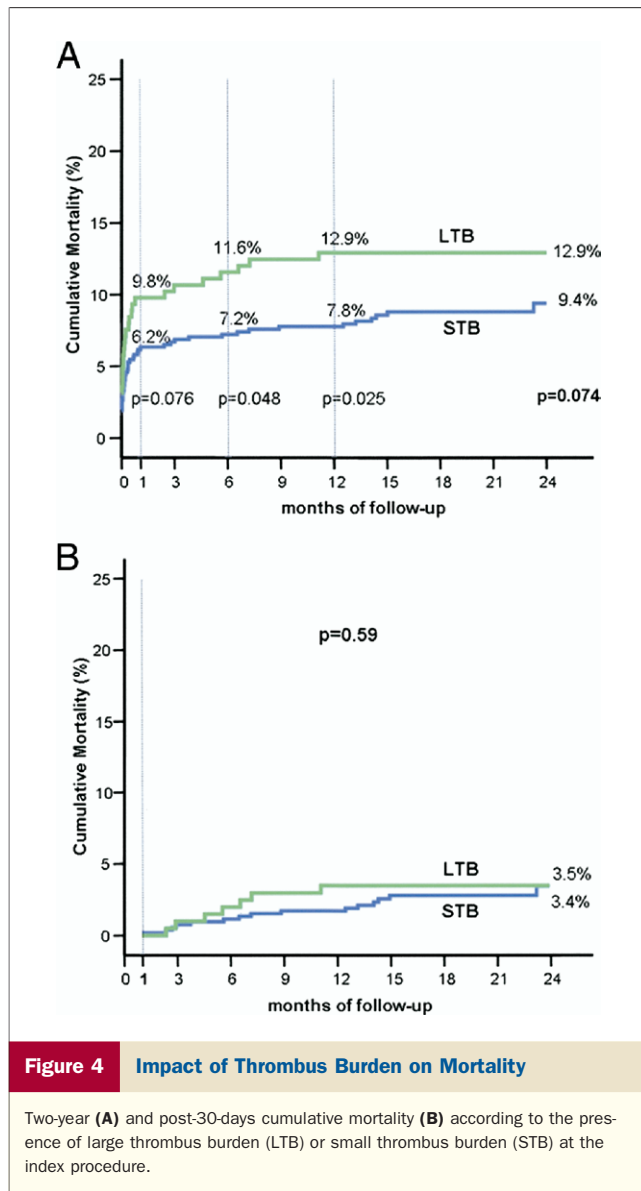 A
Cumulative Mortality (%)
25
20
15
10
5
0
9.8%
11.6%
12.9%
LTB
12.9%
6.2%
7.2%
7.8%
STB
9.4%
p=0.076
p=0.048
p=0.025
p=0.074
0 1 3 6 9 12 15 18 21 24
months of follow-up
B
Cumulative Mortality (%)
25
20
15
10
5
0
p=0.59
LTB
3.5%
STB
3.4%
0 1 3 6 9 12 15 18 21 24
months of follow-up
Figure 4 Impact of Thrombus Burden on Mortality
Two-year (A) and post-30-days cumulative mortality (B) according to the pres-
ence of large thrombus burden (LTB) or small thrombus burden (STB) at the
index procedure.